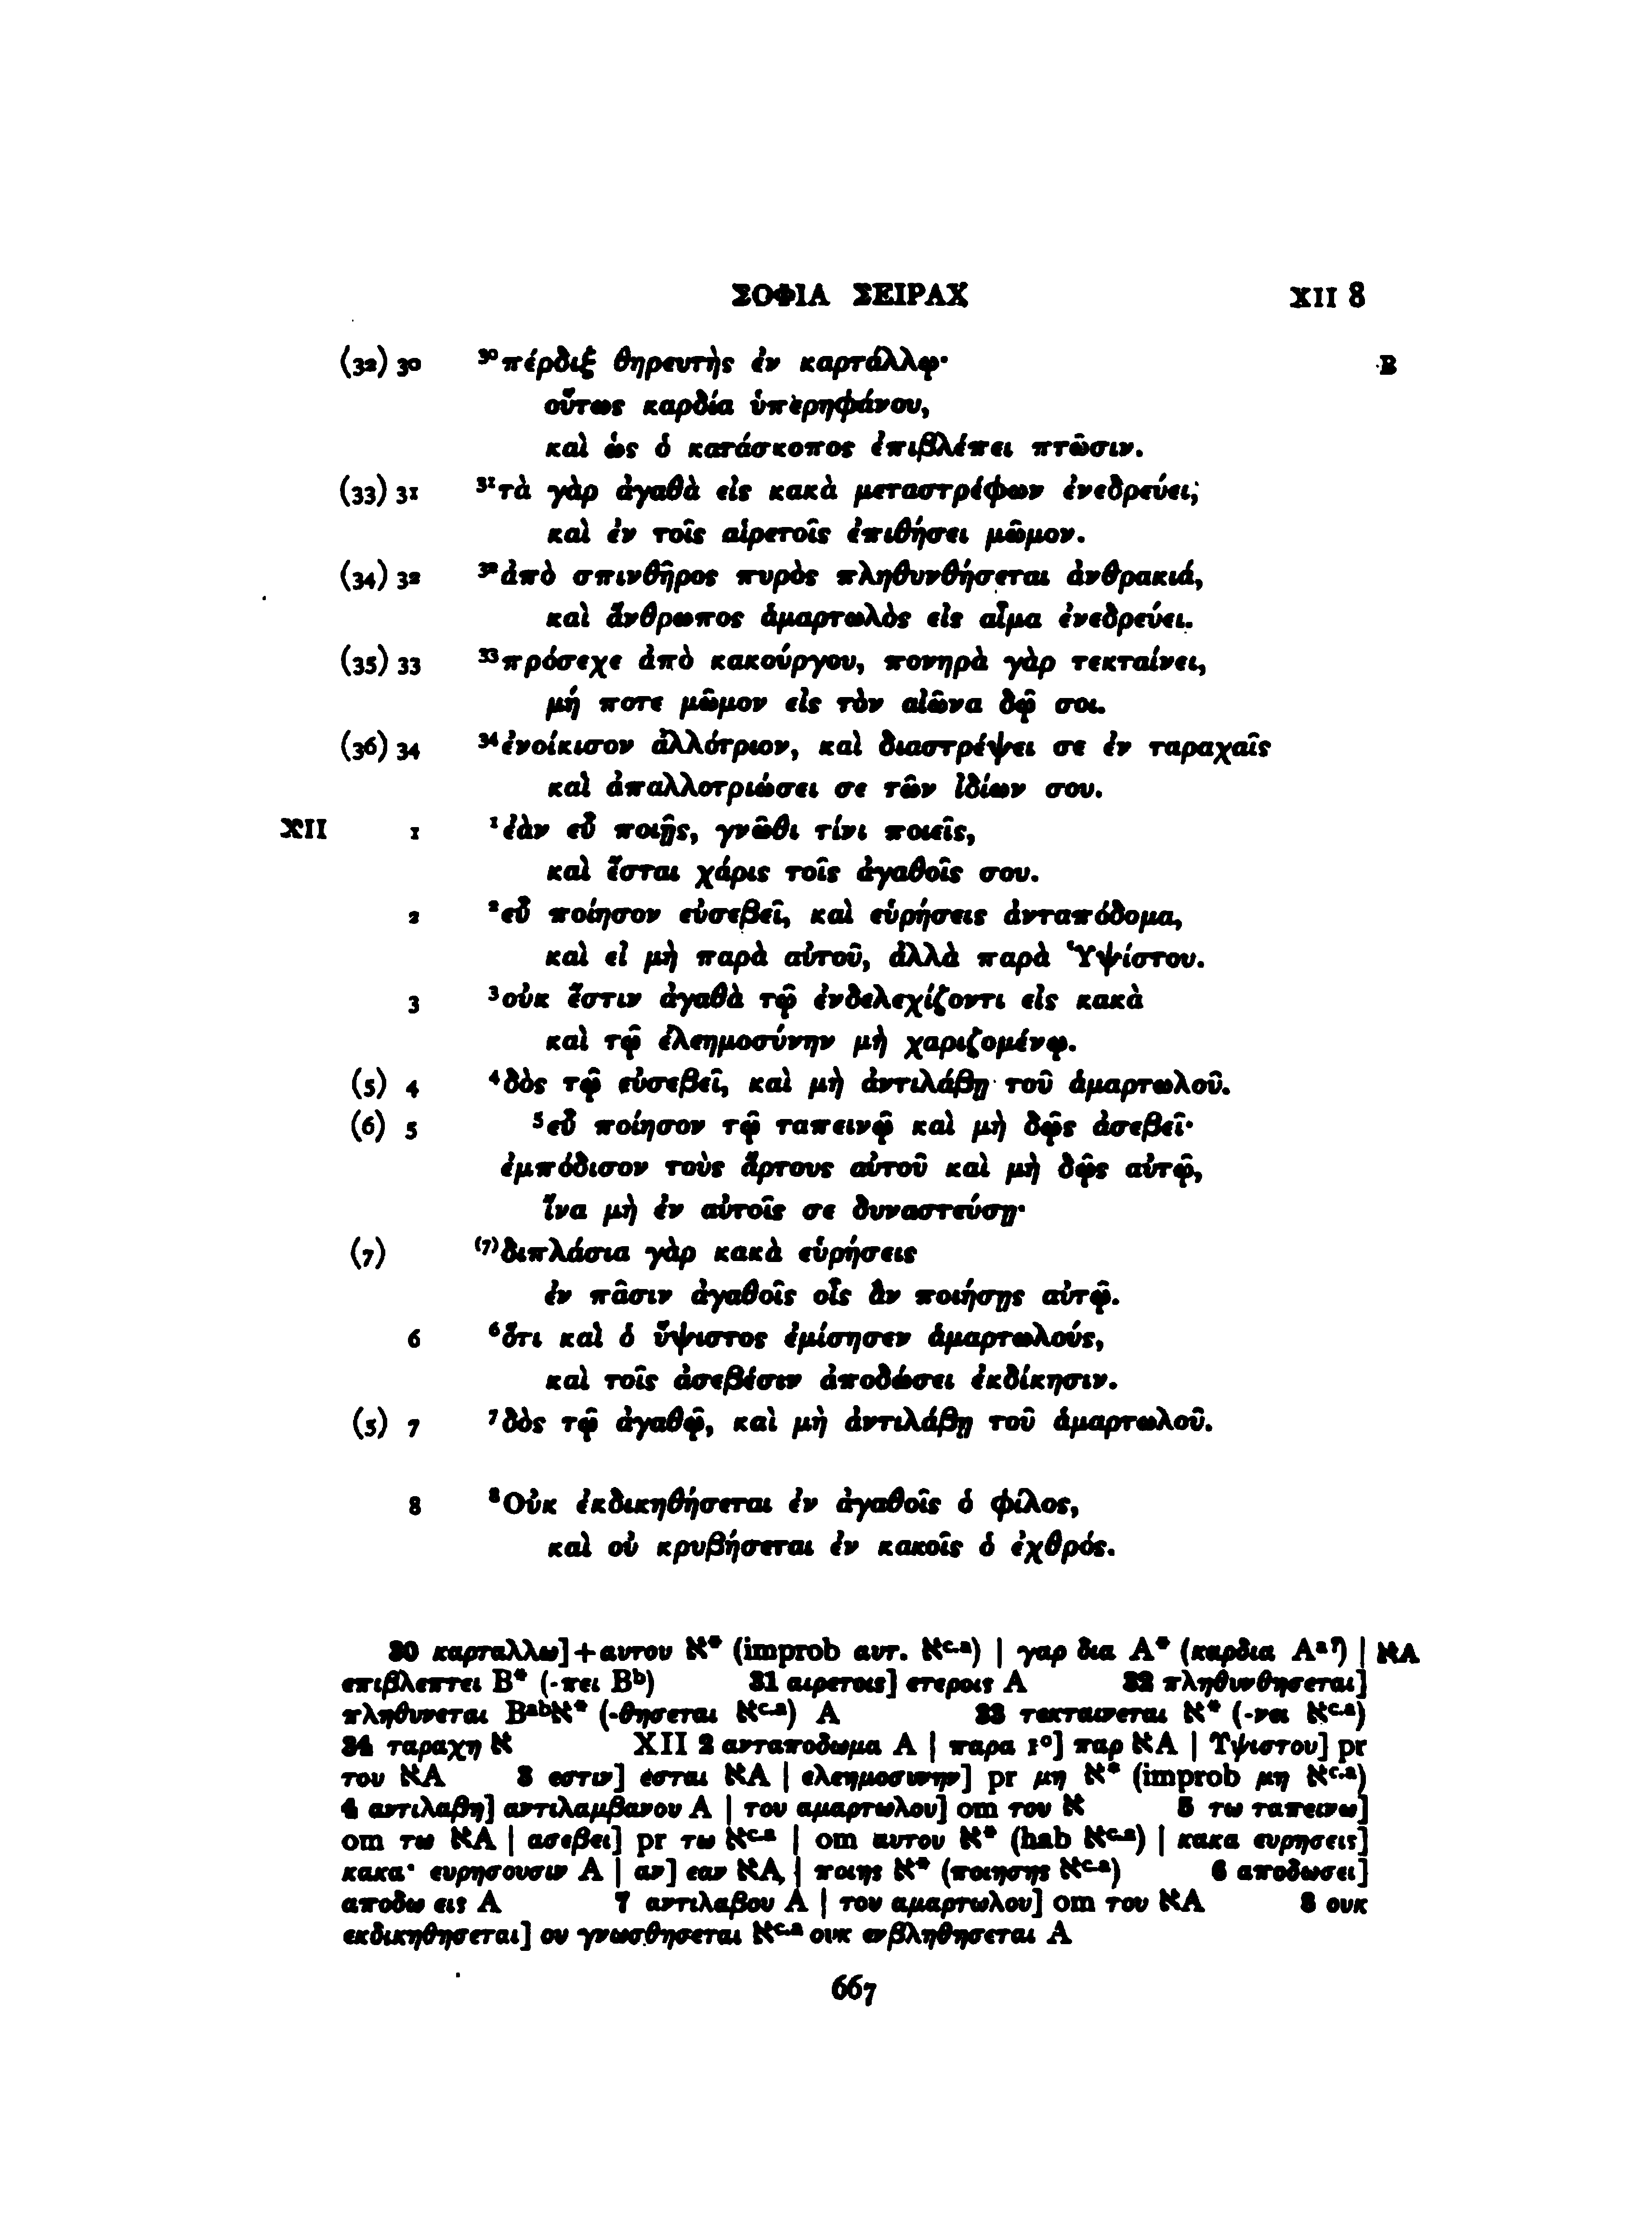 ΣΟΦΙΑ ΣΕΙΡΑΧ XII 8
(32) 30 ³⁰πέρδιξ θηρευτὴς ἐν καρτάλλῳ· B
οὕτως καρδία ὑπερηφάνου,
καὶ ὡς ὁ κατάσκοπος ἐπιβλέπει πτῶσιν.
(33) 31 ³¹τὰ γὰρ ἀγαθὰ εἰς κακὰ μεταστρέφων ἐνεδρεύει,
καὶ ἐν τοῖς αἱρετοῖς ἐπιθήσει μῶμον.
(34) 32 ³²ἀπὸ σπινθῆρος πυρὸς πληθυνθήσεται ἀνθρακιά,
καὶ ἄνθρωπος ἁμαρτωλὸς εἰς αἷμα ἐνεδρεύει.
(35) 33 ³³πρόσεχε ἀπὸ κακούργου, πονηρὰ γὰρ τεκταίνει,
μή ποτε μῶμον εἰς τὸν αἰῶνα δῷ σοι.
(36) 34 ³⁴ἐνοίκισον ἀλλότριον, καὶ διαστρέψει σε ἐν ταραχαῖς
καὶ ἀπαλλοτριώσει σε τῶν ἰδίων σου.
XII 1 ¹ἐὰν εὖ ποιῇς, γνῶθι τίνι ποιεῖς,
καὶ ἔσται χάρις τοῖς ἀγαθοῖς σου.
2 ²εὖ ποίησον εὐσεβεῖ, καὶ εὑρήσεις ἀνταπόδομα,
καὶ εἰ μὴ παρὰ αὐτοῦ, ἀλλὰ παρὰ Ὑψίστου.
3 ³οὐκ ἔστιν ἀγαθὰ τῷ ἐνδελεχίζοντι εἰς κακὰ
καὶ τῷ ἐλεημοσύνην μὴ χαριζομένῳ.
(5) 4 ⁴δὸς τῷ εὐσεβεῖ, καὶ μὴ ἀντιλάβῃ τοῦ ἁμαρτωλοῦ.
(6) 5 ⁵εὖ ποίησον τῷ ταπεινῷ καὶ μὴ δῷς ἀσεβεῖ·
ἐμπόδισον τοὺς ἄρτους αὐτοῦ καὶ μὴ δῷς αὐτῷ,
ἵνα μὴ ἐν αὐτοῖς σε δυναστεύσῃ·
(7) ⁽⁷⁾διπλάσια γὰρ κακὰ εὑρήσεις
ἐν πᾶσιν ἀγαθοῖς οἷς ἂν ποιήσῃς αὐτῷ.
6 ⁶ὅτι καὶ ὁ ὕψιστος ἐμίσησεν ἁμαρτωλούς,
καὶ τοῖς ἀσεβέσιν ἀποδώσει ἐκδίκησιν.
(5) 7 ⁷δὸς τῷ ἀγαθῷ, καὶ μὴ ἀντιλάβῃ τοῦ ἁμαρτωλοῦ.
8 ⁸Οὐκ ἐκδικηθήσεται ἐν ἀγαθοῖς ὁ φίλος,
καὶ οὐ κρυβήσεται ἐν κακοῖς ὁ ἐχθρός.
30 καρταλλω]+αυτου ℵ* (improb αυτ. ℵᶜ·ᵃ) | γαρ δια A* (καρδια Aᵃ?) | ℵA
επιβλεπτει B* (-πει Bᵇ) 31 αιρετοις] ετεροις A 32 πληθυνθησεται]
πληθυνεται Bᵃᵇℵ* (-θησεται ℵᶜ·ᵃ) A 33 τεκταινεται ℵ* (-νει ℵᶜ·ᵃ)
34 ταραχη ℵ XII 2 ανταποδωμα A | παρα 1º] παρ ℵA | Υψιστου] pr
του ℵA 3 εστιν] εσται ℵA | ελεημοσυνην] pr μη ℵ* (improb μη ℵᶜ·ᵃ)
4 αντιλαβη] αντιλαμβανου A | του αμαρτωλου] om του ℵ 5 τω ταπεινω]
om τω ℵA | ασεβει] pr τω ℵᶜ·ᵃ | om αυτου ℵ* (hab ℵᶜ·ᵃ) | κακα ευρησεις]
κακα· ευρησουσιν A | αν] εαν ℵA | ποιης ℵ* (ποιησης ℵᶜ·ᵃ) 6 αποδωσει]
αποδω εις A 7 αντιλαβου A | του αμαρτωλου] om του ℵA 8 ουκ
εκδικηθησεται] ου γνωσθησεται ℵᶜ·ᵃ ουκ ενβληθησεται A
667